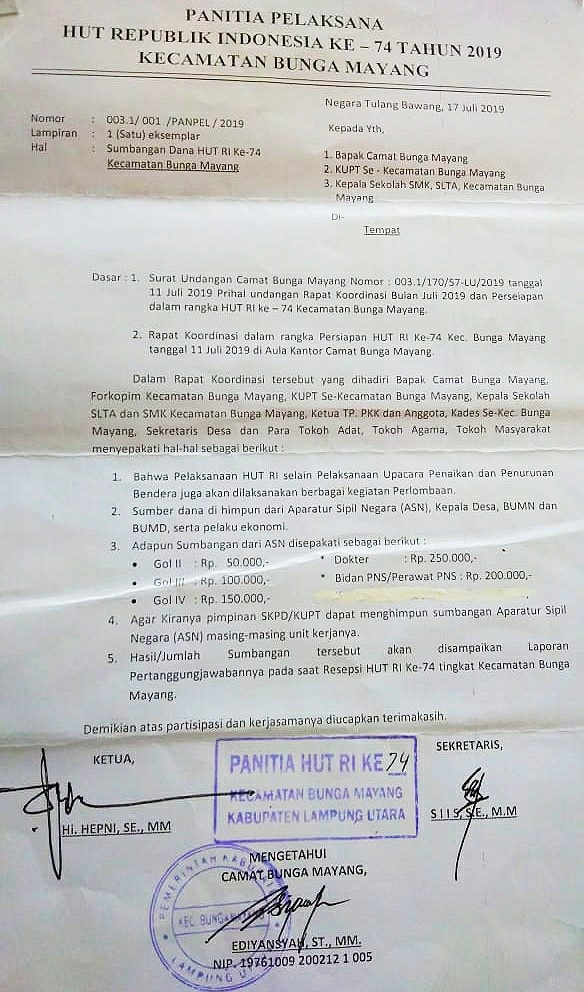 PANITIA PELAKSANA
HUT REPUBLIK INDONESIA KE – 74 TAHUN 2019
KECAMATAN BUNGA MAYANG
Negara Tulang Bawang, 17 Juli 2019
Nomor : 003.1/ 001 /PANPEL / 2019
Lampiran : 1 (Satu) eksemplar
Hal : Sumbangan Dana HUT RI Ke-74
Kecamatan Bunga Mayang
Kepada Yth,
1. Bapak Camat Bunga Mayang
2. KUPT Se - Kecamatan Bunga Mayang
3. Kepala Sekolah SMK, SLTA, Kecamatan Bunga
Mayang
Di-
Tempat
Dasar : 1. Surat Undangan Camat Bunga Mayang Nomor : 003.1/170/57-LU/2019 tanggal
11 Juli 2019 Prihal undangan Rapat Koordinasi Bulan Juli 2019 dan Persiapan
dalam rangka HUT RI ke – 74 Kecamatan Bunga Mayang.
2. Rapat Koordinasi dalam rangka Persiapan HUT RI Ke-74 Kec. Bunga Mayang
tanggal 11 Juli 2019 di Aula Kantor Camat Bunga Mayang.
Dalam Rapat Koordinasi tersebut yang dihadiri Bapak Camat Bunga Mayang,
Forkopim Kecamatan Bunga Mayang, KUPT Se-Kecamatan Bunga Mayang, Kepala Sekolah
SLTA dan SMK Kecamatan Bunga Mayang, Ketua TP. PKK dan Anggota, Kades Se-Kec. Bunga
Mayang, Sekretaris Desa dan Para Tokoh Adat, Tokoh Agama, Tokoh Masyarakat
menyepakati hal-hal sebagai berikut :
1. Bahwa Pelaksanaan HUT RI selain Pelaksanaan Upacara Penaikan dan Penurunan
Bendera juga akan dilaksanakan berbagai kegiatan Perlombaan.
2. Sumber dana di himpun dari Aparatur Sipil Negara (ASN), Kepala Desa, BUMN dan
BUMD, serta pelaku ekonomi.
3. Adapun Sumbangan dari ASN disepakati sebagai berikut :
• Gol II : Rp. 50.000,- * Dokter : Rp. 250.000,-
• Gol III : Rp. 100.000,- * Bidan PNS/Perawat PNS : Rp. 200.000,-
• Gol IV : Rp. 150.000,-
4. Agar Kiranya pimpinan SKPD/KUPT dapat menghimpun sumbangan Aparatur Sipil
Negara (ASN) masing-masing unit kerjanya.
5. Hasil/Jumlah Sumbangan tersebut akan disampaikan Laporan
Pertanggungjawabannya pada saat Resepsi HUT RI Ke-74 tingkat Kecamatan Bunga
Mayang.
Demikian atas partisipasi dan kerjasamanya diucapkan terimakasih.
KETUA,
SEKRETARIS,
PANITIA HUT RI KE 74
KECAMATAN BUNGA MAYANG
KABUPATEN LAMPUNG UTARA
Hi. HEPNI, SE., MM
S I I S, S.E., M.M
MENGETAHUI
CAMAT BUNGA MAYANG,
PEMERINTAH
KEC. BUNGA
LAMPUNG
EDIYANSYAH, ST., MM.
NIP. 19761009 200212 1 005